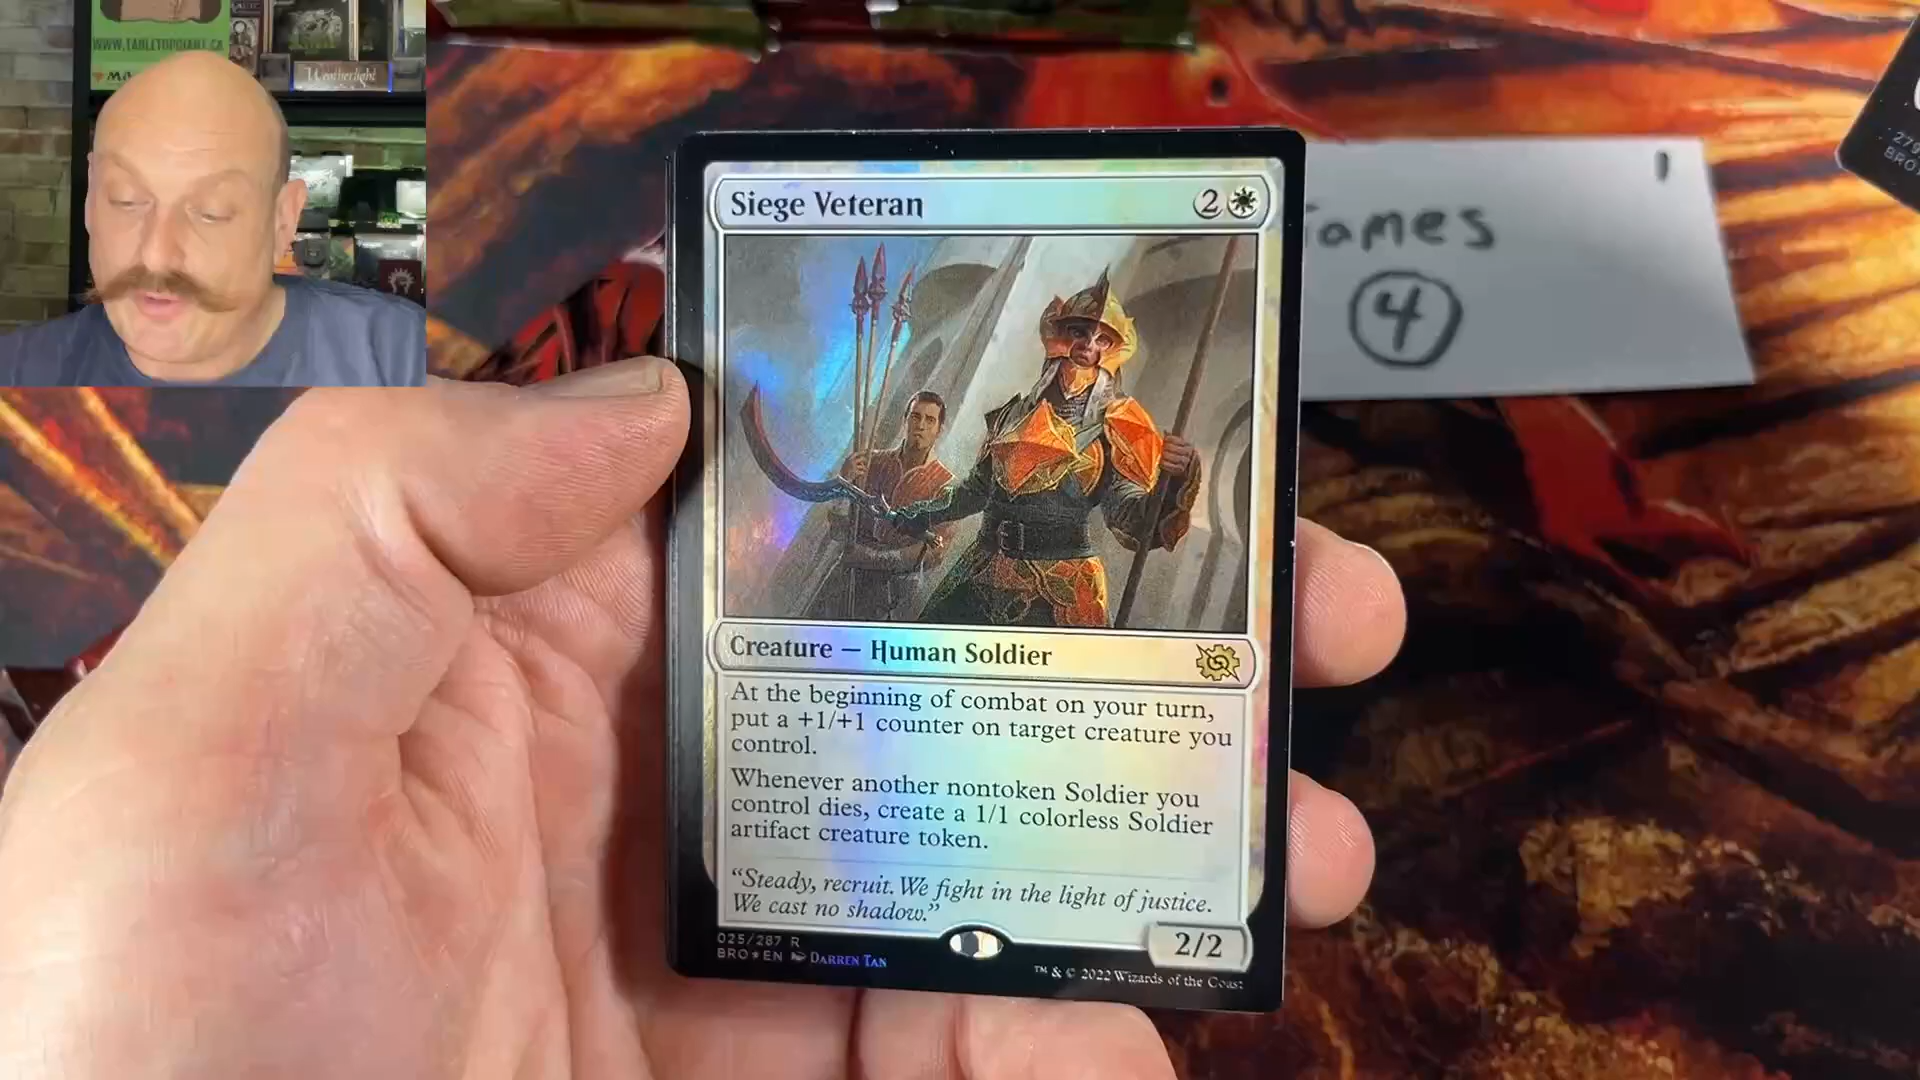 WWW.TABLETOPGIANT.CA
Weatherlight
Siege Veteran
2
James
4
Creature — Human Soldier
At the beginning of combat on your turn,
put a +1/+1 counter on target creature you
control.
Whenever another nontoken Soldier you
control dies, create a 1/1 colorless Soldier
artifact creature token.
“Steady, recruit. We fight in the light of justice.
We cast no shadow.”
2/2
025/287 R
BRO★EN DARREN TAN
™ & © 2022 Wizards of the Coast
279
BRO